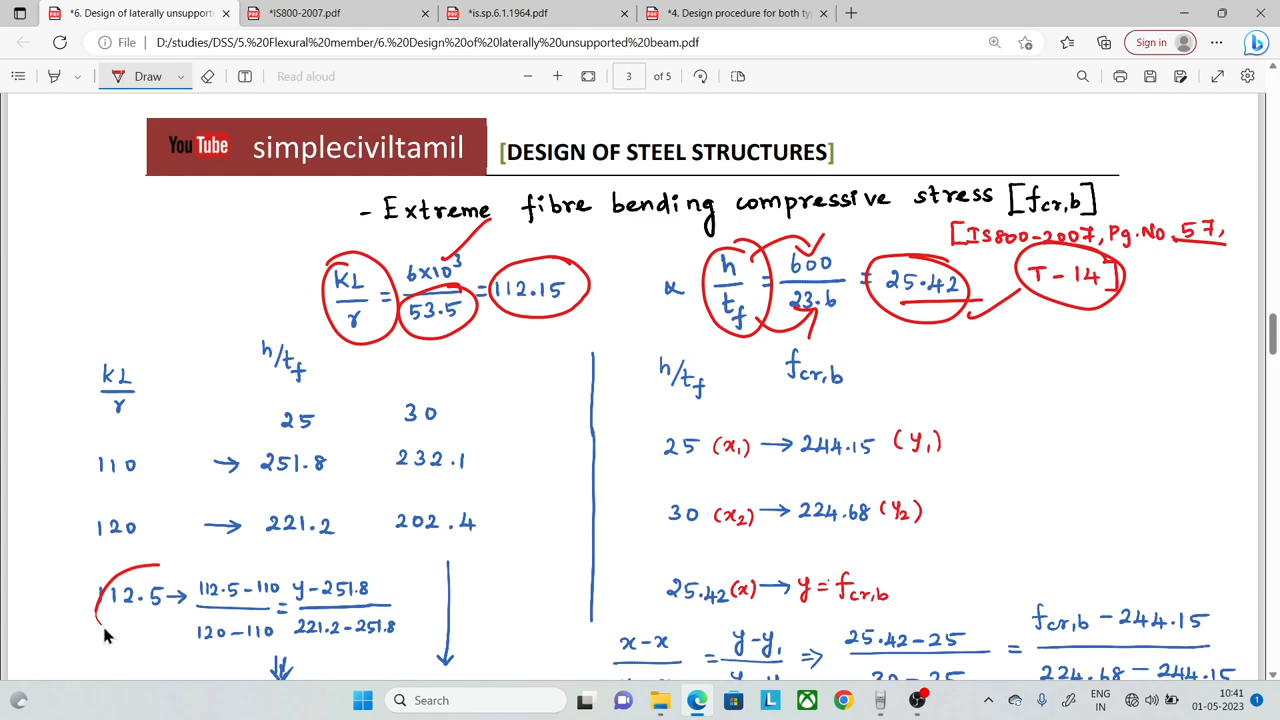 *6. Design of laterally unsupport
*IS800-2007.pdf
*is.sp.6.1.1964.pdf
*4. Design procedure for both ty
File
D:/studies/DSS/5.%20Flexural%20member/6.%20Design%20of%20laterally%20unsupported%20beam.pdf
Sign in
Draw
Read aloud
3
of 5
YouTube simpleciviltamil
[DESIGN OF STEEL STRUCTURES]
- Extreme fibre bending compressive stress [fcr,b]
[IS800-2007, Pg.No 57,
T-14]
KL/r = 6x10³/53.5 = 112.15
∝ h/tf = 600/23.6 = 25.42
KL/r
h/tf
25 30
110 → 251.8 232.1
120 → 221.2 202.4
112.5 → 112.5-110/120-110 = y-251.8/221.2-251.8
h/tf fcr,b
25 (x1) → 244.15 (y1)
30 (x2) → 224.68 (y2)
25.42 (x) → y = fcr,b
x-x = y-y1 ⇒ 25.42-25/30-25 = fcr,b - 244.15/224.68 - 244.15
Search
ENG
IN
10:41
01-05-2023
1